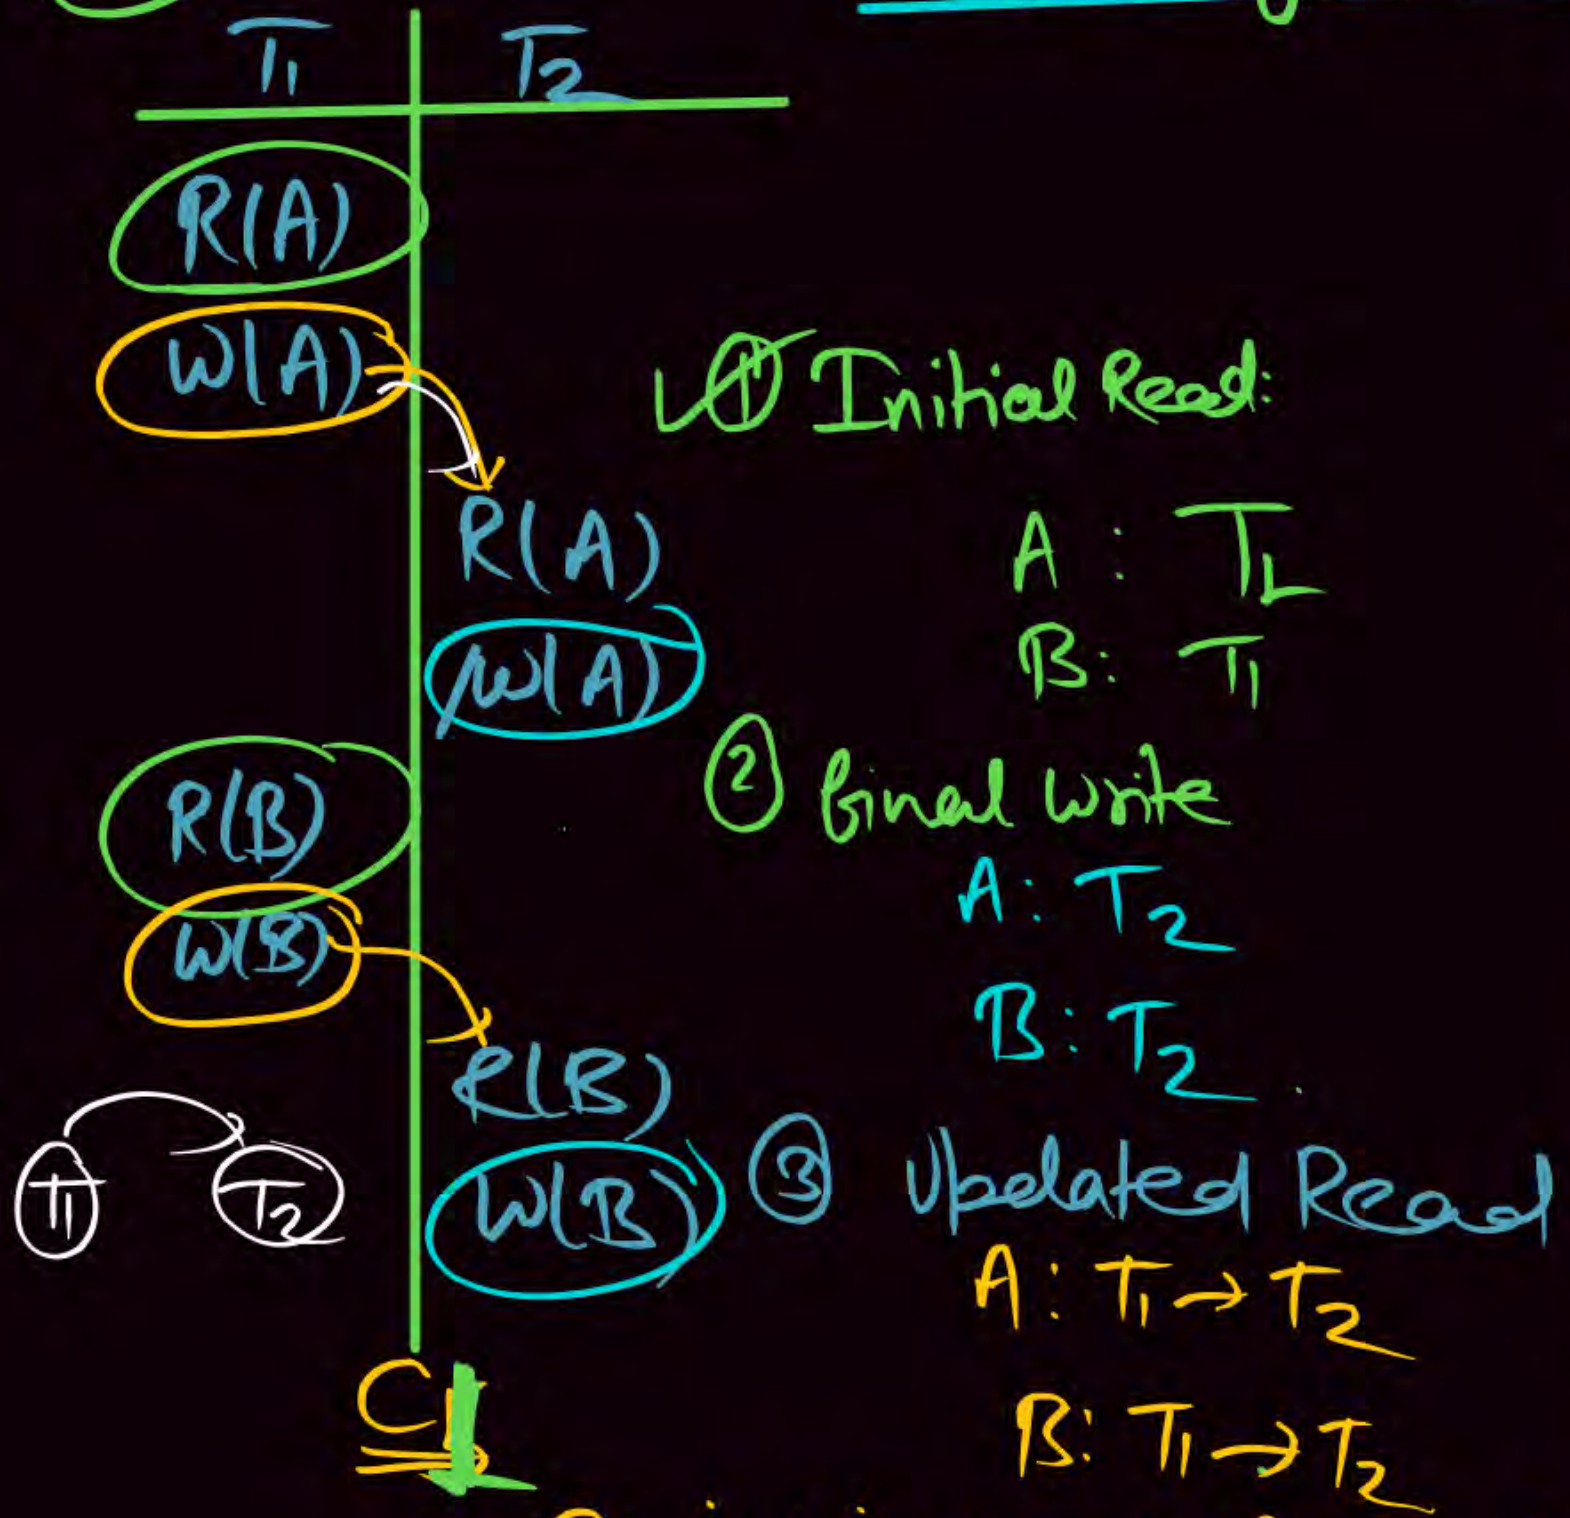 T1 T2
R(A)
W(A)
① Initial Read:
R(A)
A : T1
W(A)
B: T1
② Final Write
R(B)
A: T2
W(B)
B: T2
R(B)
T1 T2
W(B)
③ Updated Read
A: T1 → T2
B: T1 → T2